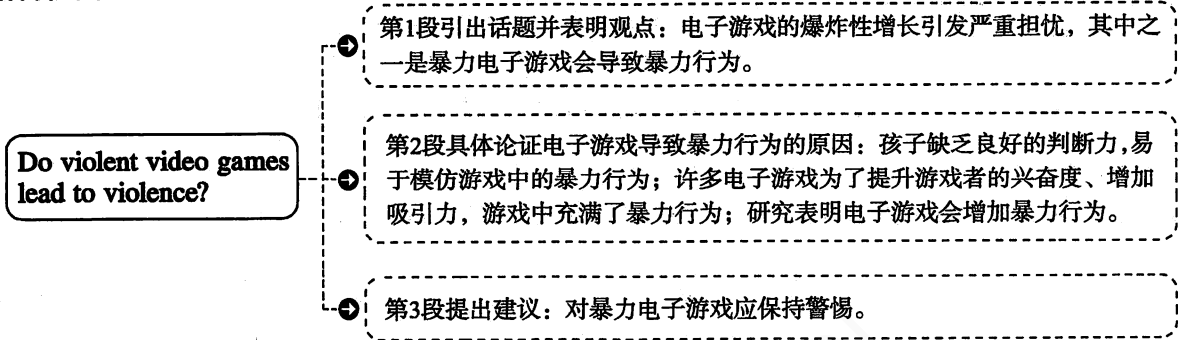 第1段引出话题并表明观点：电子游戏的爆炸性增长引发严重担忧，其中之
一是暴力电子游戏会导致暴力行为。
Do violent video games
lead to violence?
第2段具体论证电子游戏导致暴力行为的原因：孩子缺乏良好的判断力，易
于模仿游戏中的暴力行为；许多电子游戏为了提升游戏者的兴奋度、增加
吸引力，游戏中充满了暴力行为；研究表明电子游戏会增加暴力行为。
第3段提出建议：对暴力电子游戏应保持警惕。